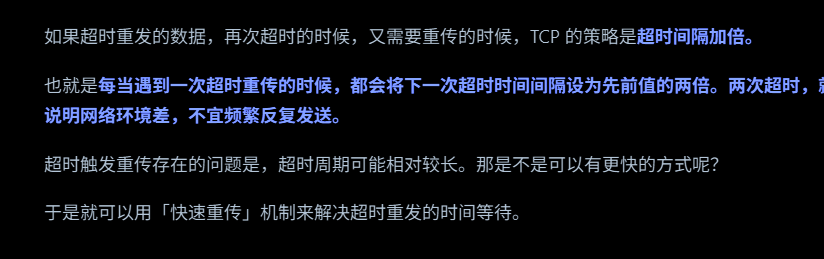 如果超时重发的数据，再次超时的时候，又需要重传的时候，TCP 的策略是超时间隔加倍。
也就是每当遇到一次超时重传的时候，都会将下一次超时时间间隔设为先前值的两倍。两次超时，
说明网络环境差，不宜频繁反复发送。
超时触发重传存在的问题是，超时周期可能相对较长。那是不是可以有更快的方式呢？
于是就可以用「快速重传」机制来解决超时重发的时间等待。